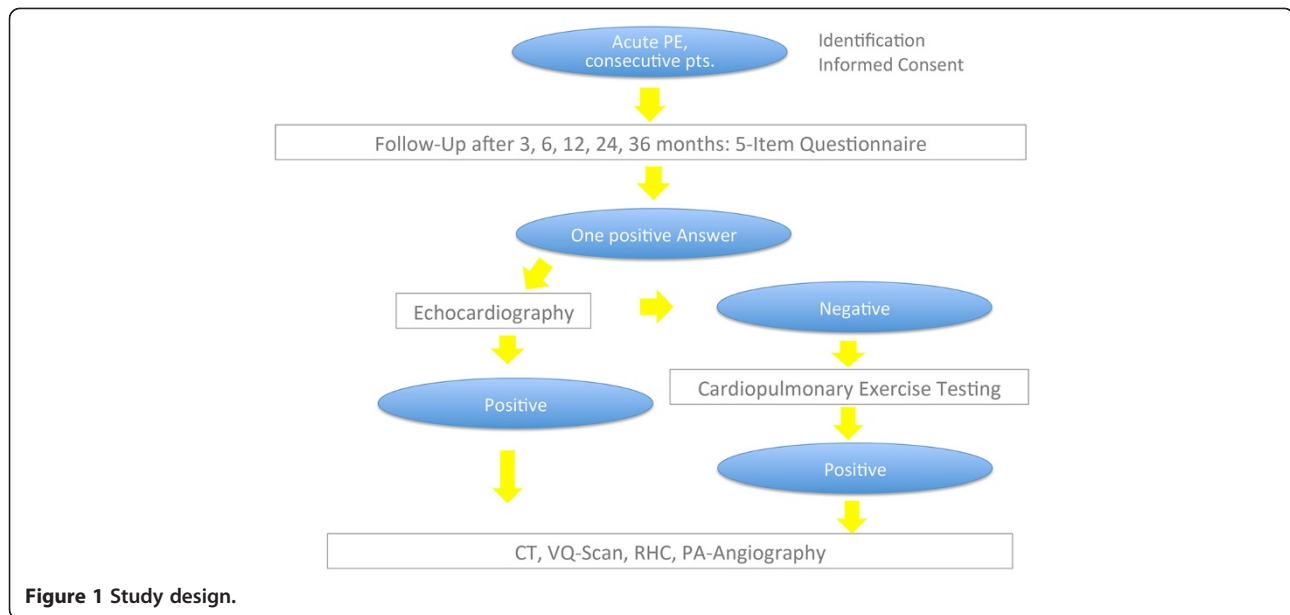 Acute PE,
consecutive pts.
Identification
Informed Consent
Follow-Up after 3, 6, 12, 24, 36 months: 5-Item Questionnaire
One positive Answer
Echocardiography
Negative
Positive
Cardiopulmonary Exercise Testing
Positive
CT, VQ-Scan, RHC, PA-Angiography
Figure 1 Study design.